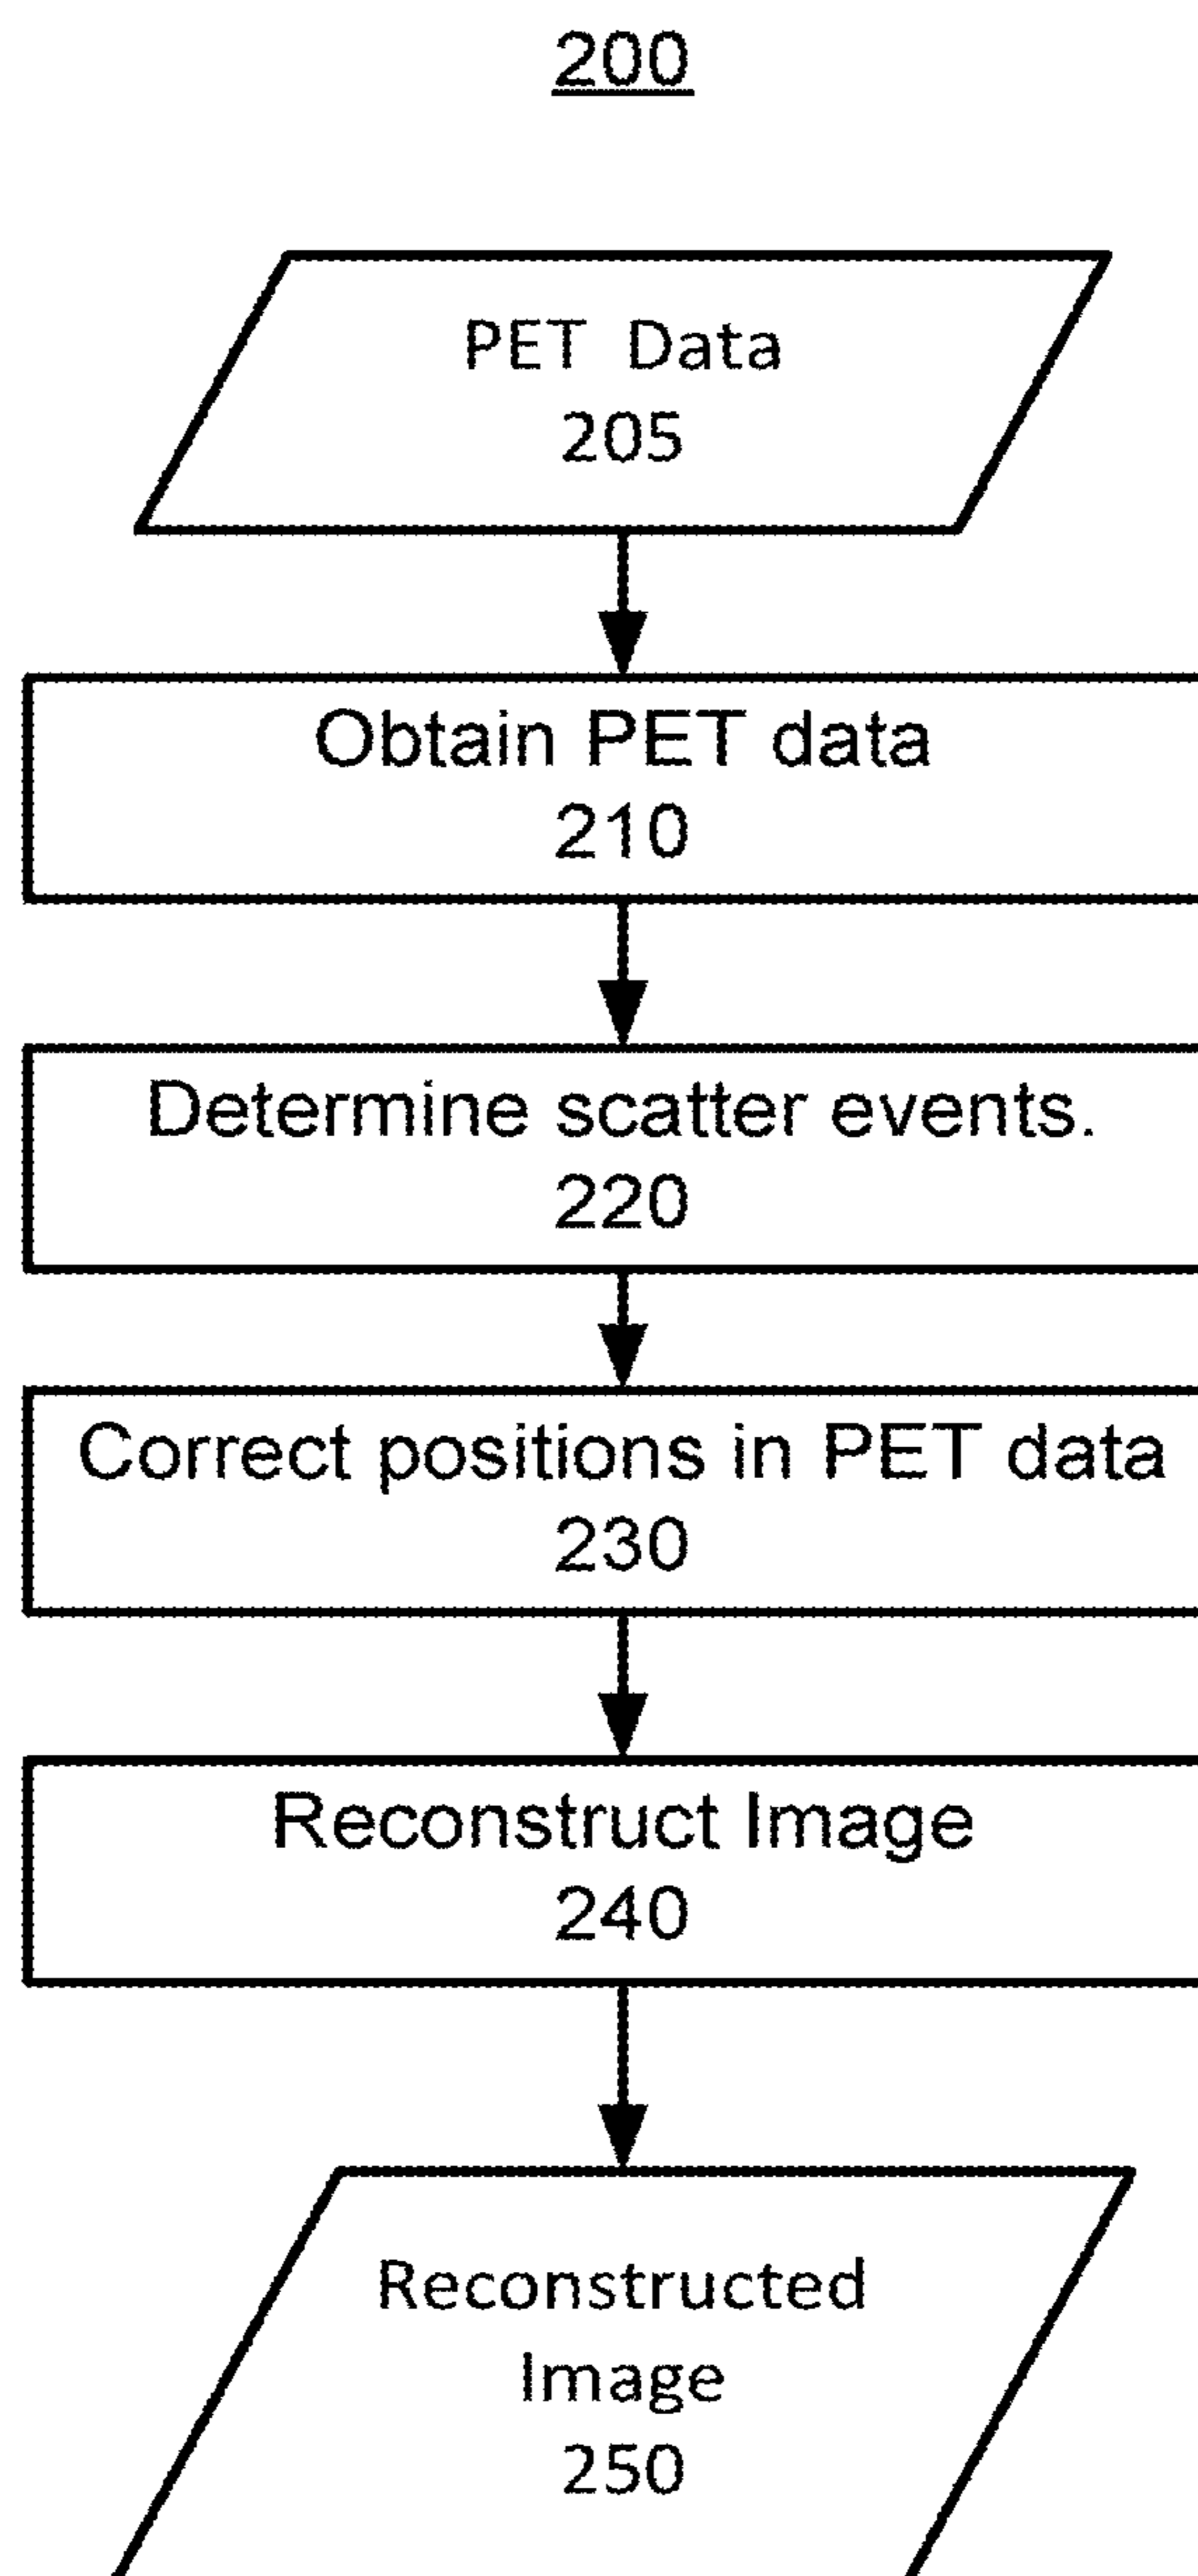 200
PET Data
205
Obtain PET data
210
Determine scatter events.
220
Correct positions in PET data
230
Reconstruct Image
240
Reconstructed
Image
250